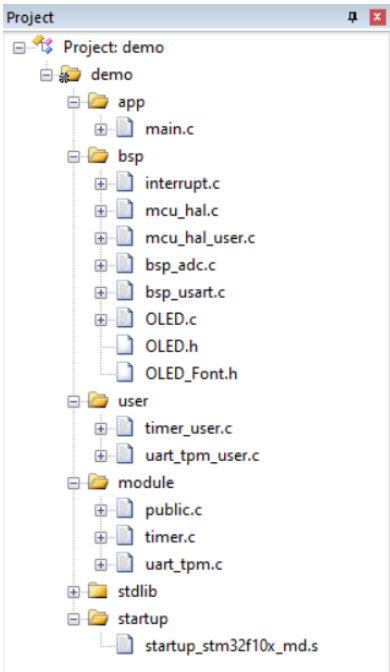 Project
Project: demo
demo
app
main.c
bsp
interrupt.c
mcu_hal.c
mcu_hal_user.c
bsp_adc.c
bsp_usart.c
OLED.c
OLED.h
OLED_Font.h
user
timer_user.c
uart_tpm_user.c
module
public.c
timer.c
uart_tpm.c
stdlib
startup
startup_stm32f10x_md.s